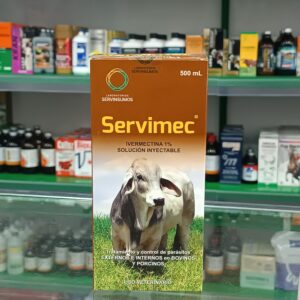 LABORATORIOS
SERVINSUMOS
500 mL
Servimec®
IVERMECTINA 1%
SOLUCIÓN INYECTABLE
Tratamiento y control de parásitos
EXTERNOS E INTERNOS en BOVINOS
Y PORCINOS.
USO VETERINARIO